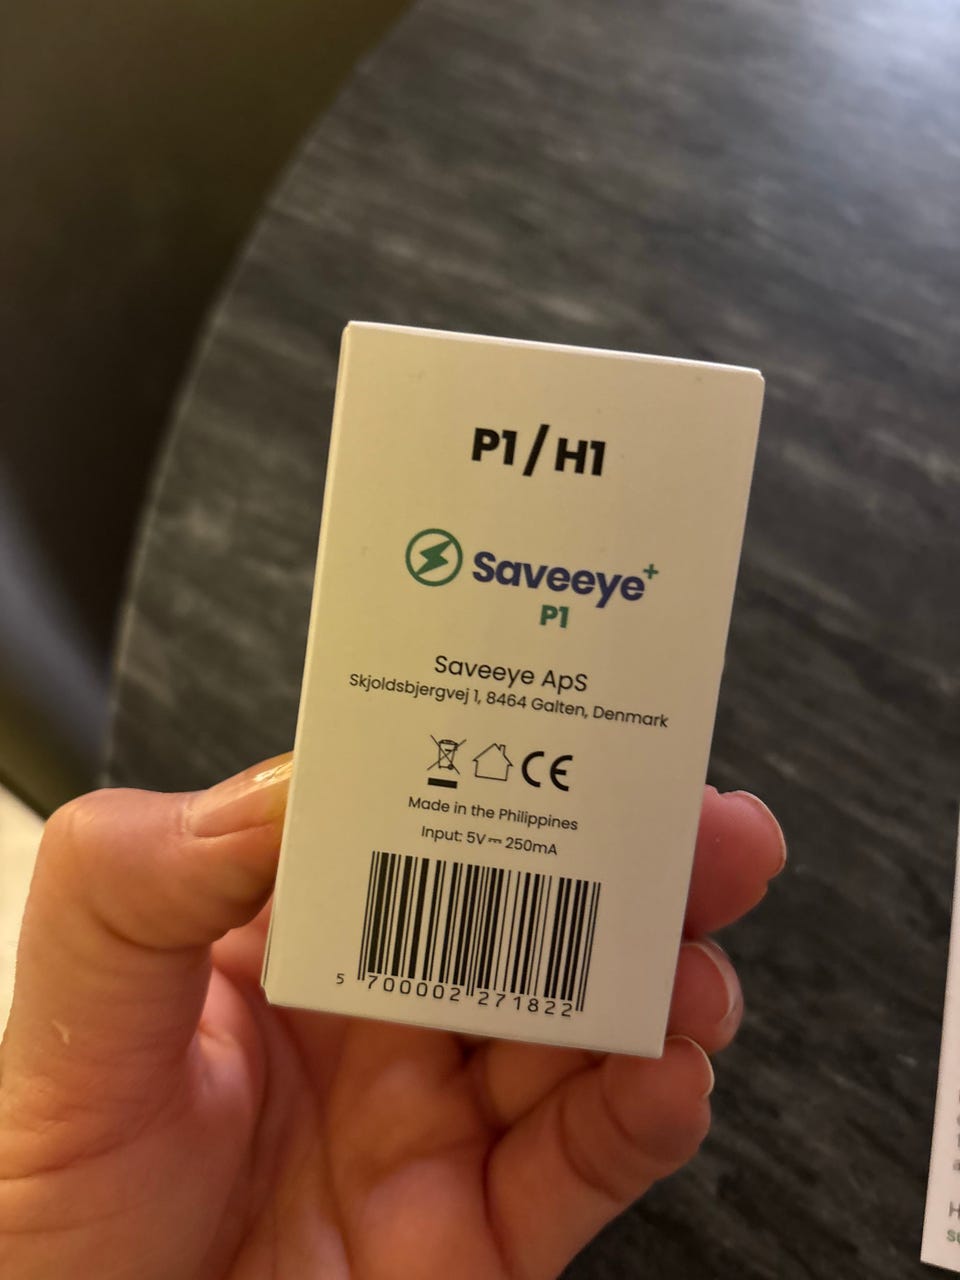 P1/H1
Saveeye+
P1
Saveeye ApS
Skjoldsbjergvej 1, 8464 Galten, Denmark
CE
Made in the Philippines
Input: 5V⎓250mA
5 700002 271822